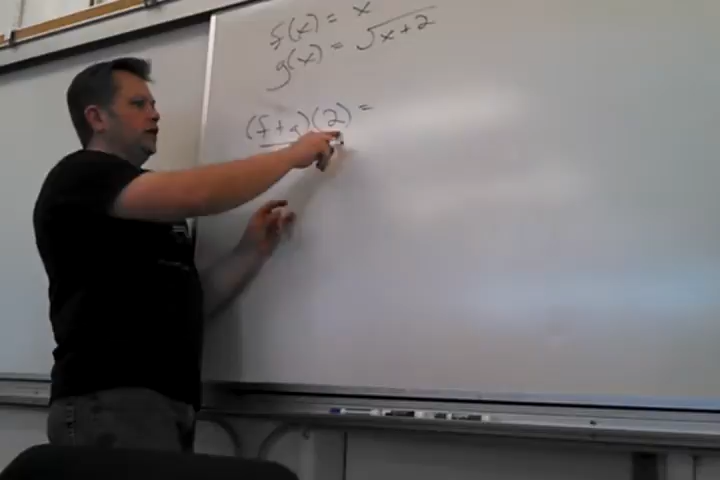 f(x) = x
g(x) = √x+2
(f+g)(2) =